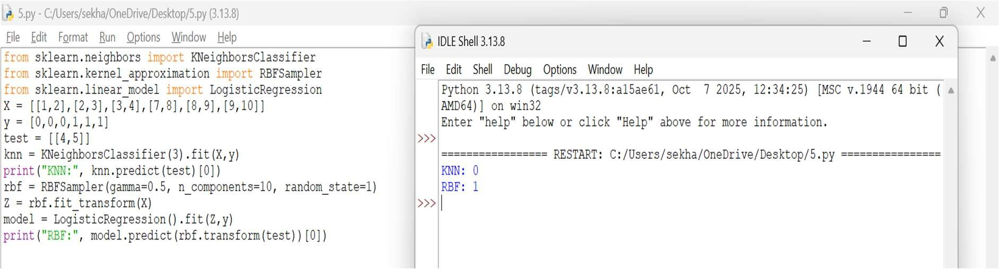 5.py - C:/Users/sekha/OneDrive/Desktop/5.py (3.13.8)
File Edit Format Run Options Window Help
from sklearn.neighbors import KNeighborsClassifier
from sklearn.kernel_approximation import RBFSampler
from sklearn.linear_model import LogisticRegression
X = [[1,2],[2,3],[3,4],[7,8],[8,9],[9,10]]
y = [0,0,0,1,1,1]
test = [[4,5]]
knn = KNeighborsClassifier(3).fit(X,y)
print("KNN:", knn.predict(test)[0])
rbf = RBFSampler(gamma=0.5, n_components=10, random_state=1)
Z = rbf.fit_transform(X)
model = LogisticRegression().fit(Z,y)
print("RBF:", model.predict(rbf.transform(test))[0])
IDLE Shell 3.13.8
File Edit Shell Debug Options Window Help
Python 3.13.8 (tags/v3.13.8:a15ae61, Oct  7 2025, 12:34:25) [MSC v.1944 64 bit (
AMD64)] on win32
Enter "help" below or click "Help" above for more information.
>>>
================= RESTART: C:/Users/sekha/OneDrive/Desktop/5.py ================
KNN: 0
RBF: 1
>>>